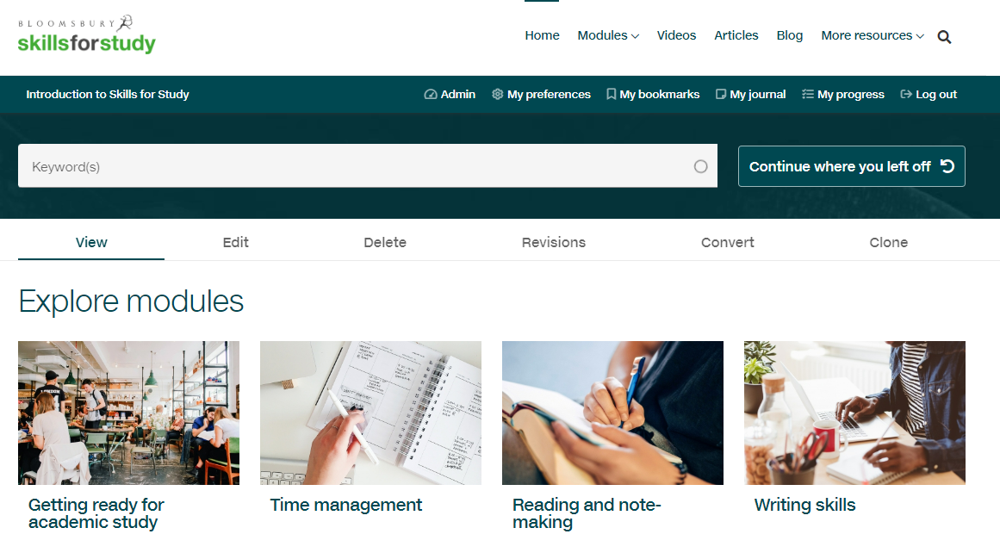 BLOOMSBURY
skillsforstudy
Home Modules Videos Articles Blog More resources
Introduction to Skills for Study Admin My preferences My bookmarks My journal My progress Log out
Keyword(s) Continue where you left off
View Edit Delete Revisions Convert Clone
Explore modules
LONDON
Getting ready for
academic study
Time management
Reading and note-
making
Writing skills